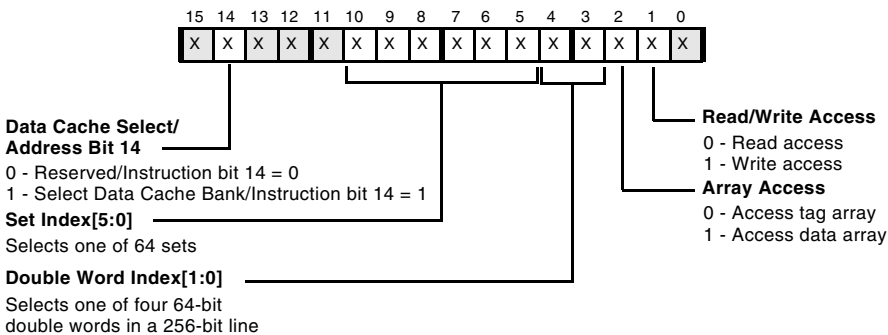 15 14 13 12 11 10 9 8 7 6 5 4 3 2 1 0
X X X X X X X X X X X X X X X X
Data Cache Select/
Address Bit 14
0 - Reserved/Instruction bit 14 = 0
1 - Select Data Cache Bank/Instruction bit 14 = 1
Set Index[5:0]
Selects one of 64 sets
Double Word Index[1:0]
Selects one of four 64-bit
double words in a 256-bit line
Read/Write Access
0 - Read access
1 - Write access
Array Access
0 - Access tag array
1 - Access data array